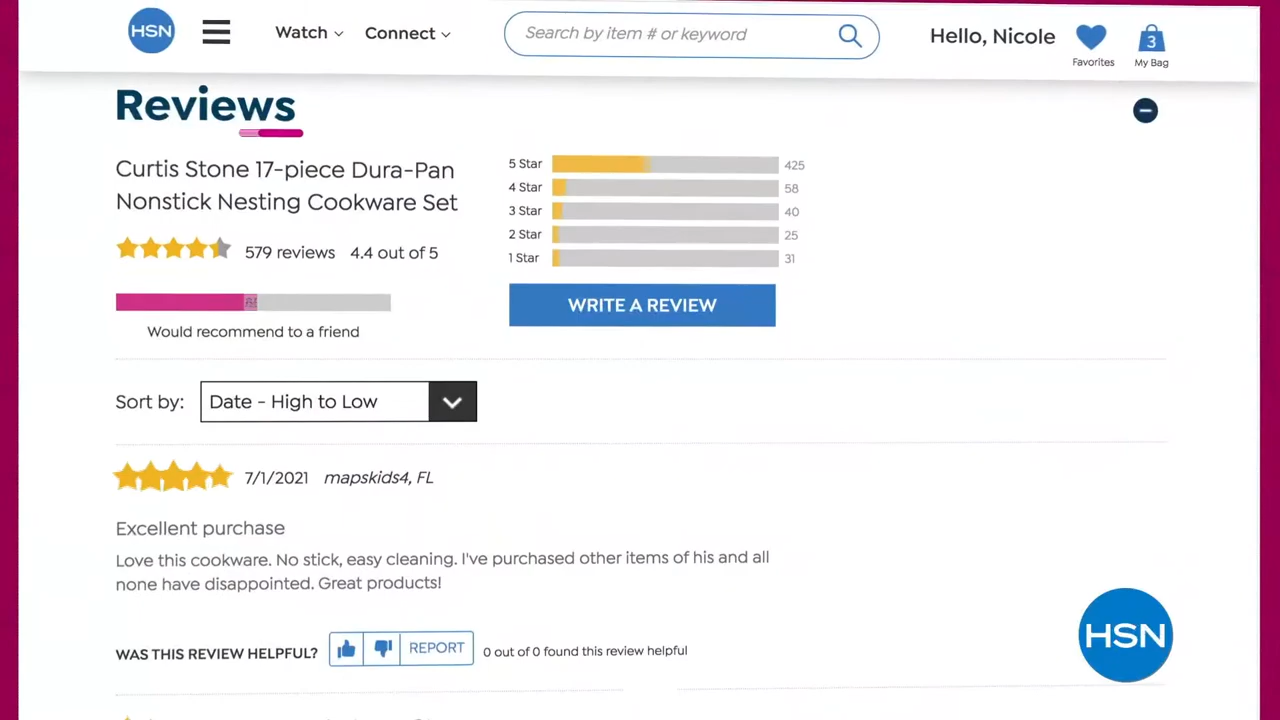 HSN
Watch
Connect
Search by item # or keyword
Hello, Nicole
Favorites
3
My Bag
Reviews
Curtis Stone 17-piece Dura-Pan
Nonstick Nesting Cookware Set
579 reviews 4.4 out of 5
Would recommend to a friend
5 Star 425
4 Star 58
3 Star 40
2 Star 25
1 Star 31
WRITE A REVIEW
Sort by: Date - High to Low
7/1/2021 mapskids4, FL
Excellent purchase
Love this cookware. No stick, easy cleaning. I've purchased other items of his and all
none have disappointed. Great products!
WAS THIS REVIEW HELPFUL? REPORT 0 out of 0 found this review helpful
HSN